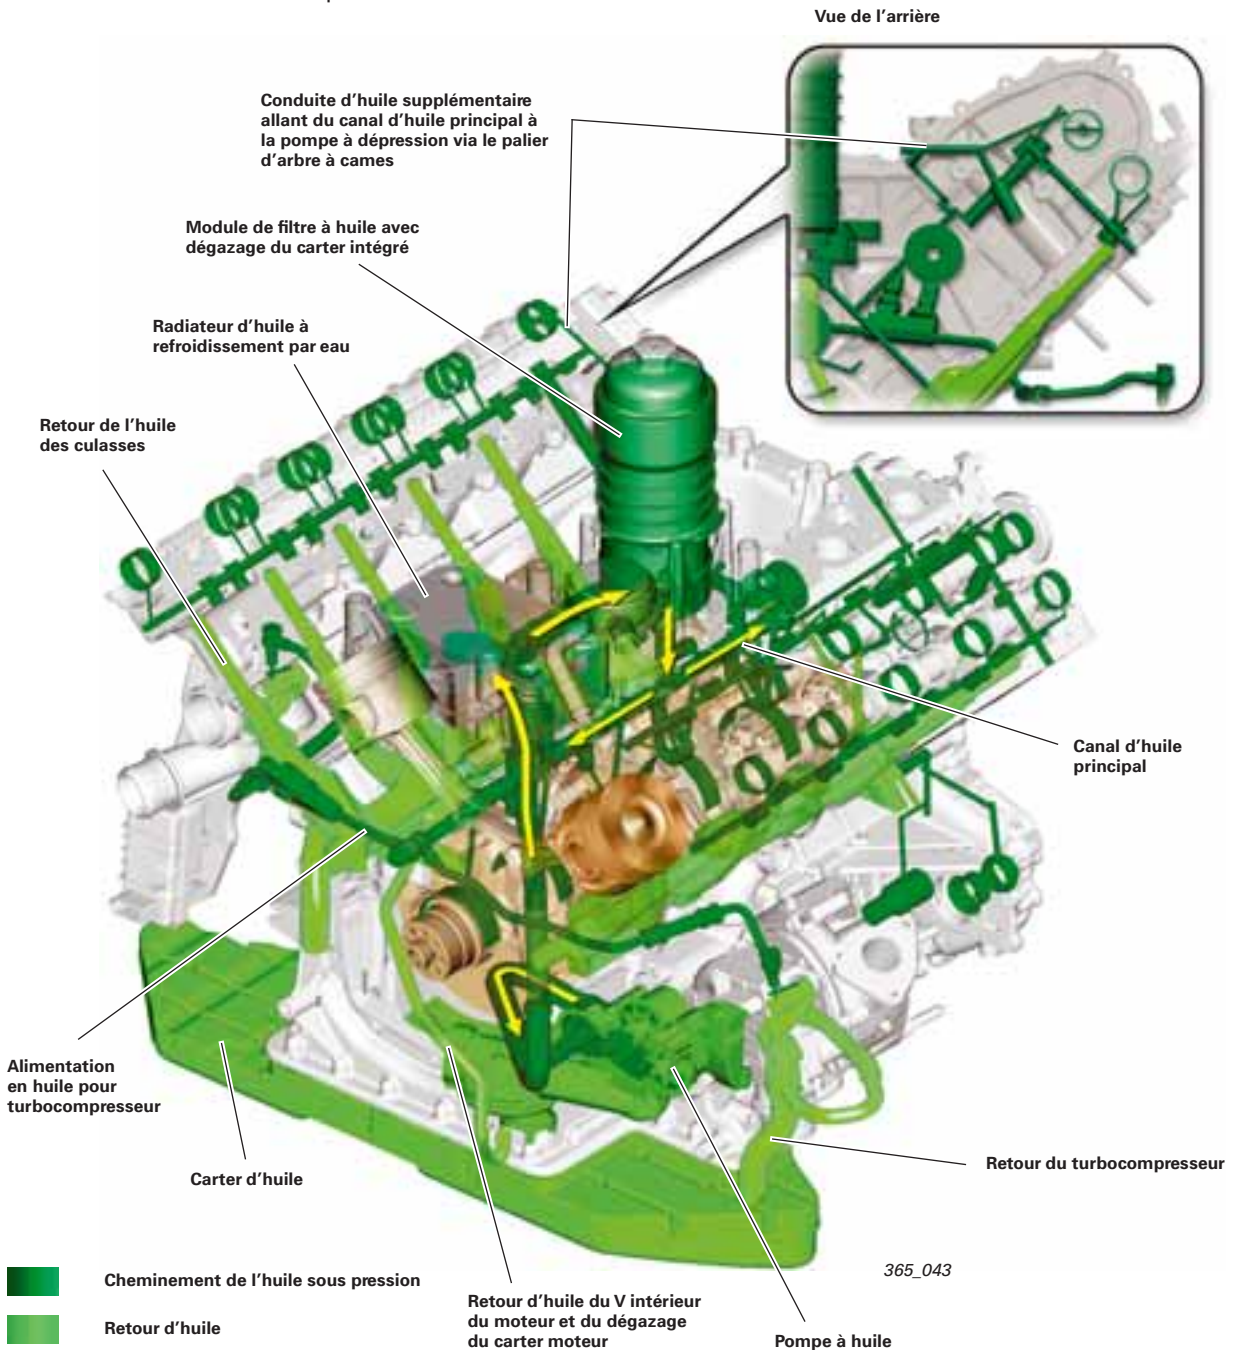 Vue de l'arrière
Conduite d'huile supplémentaire
allant du canal d'huile principal à
la pompe à dépression via le palier
d'arbre à cames
Module de filtre à huile avec
dégazage du carter intégré
Radiateur d'huile à
refroidissement par eau
Retour de l'huile
des culasses
Canal d'huile
principal
Alimentation
en huile pour
turbocompresseur
Carter d'huile
Retour du turbocompresseur
365_043
Cheminement de l'huile sous pression
Retour d'huile
Retour d'huile du V intérieur
du moteur et du dégazage
du carter moteur
Pompe à huile